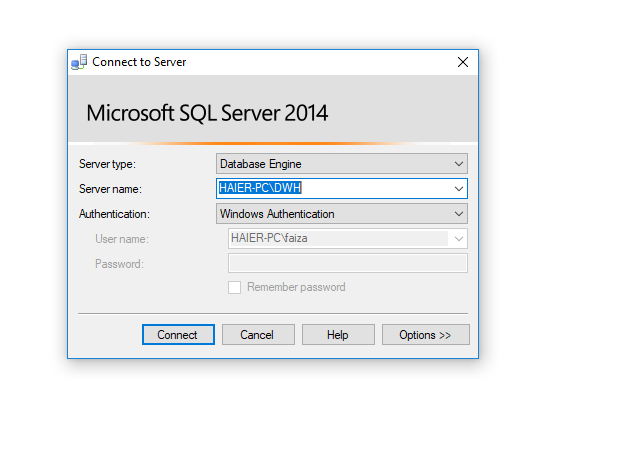 Connect to Server
Microsoft SQL Server 2014
Server type: Database Engine
Server name: HAIER-PC\DWH
Authentication: Windows Authentication
User name: HAIER-PC\faiza
Password:
Remember password
Connect Cancel Help Options >>